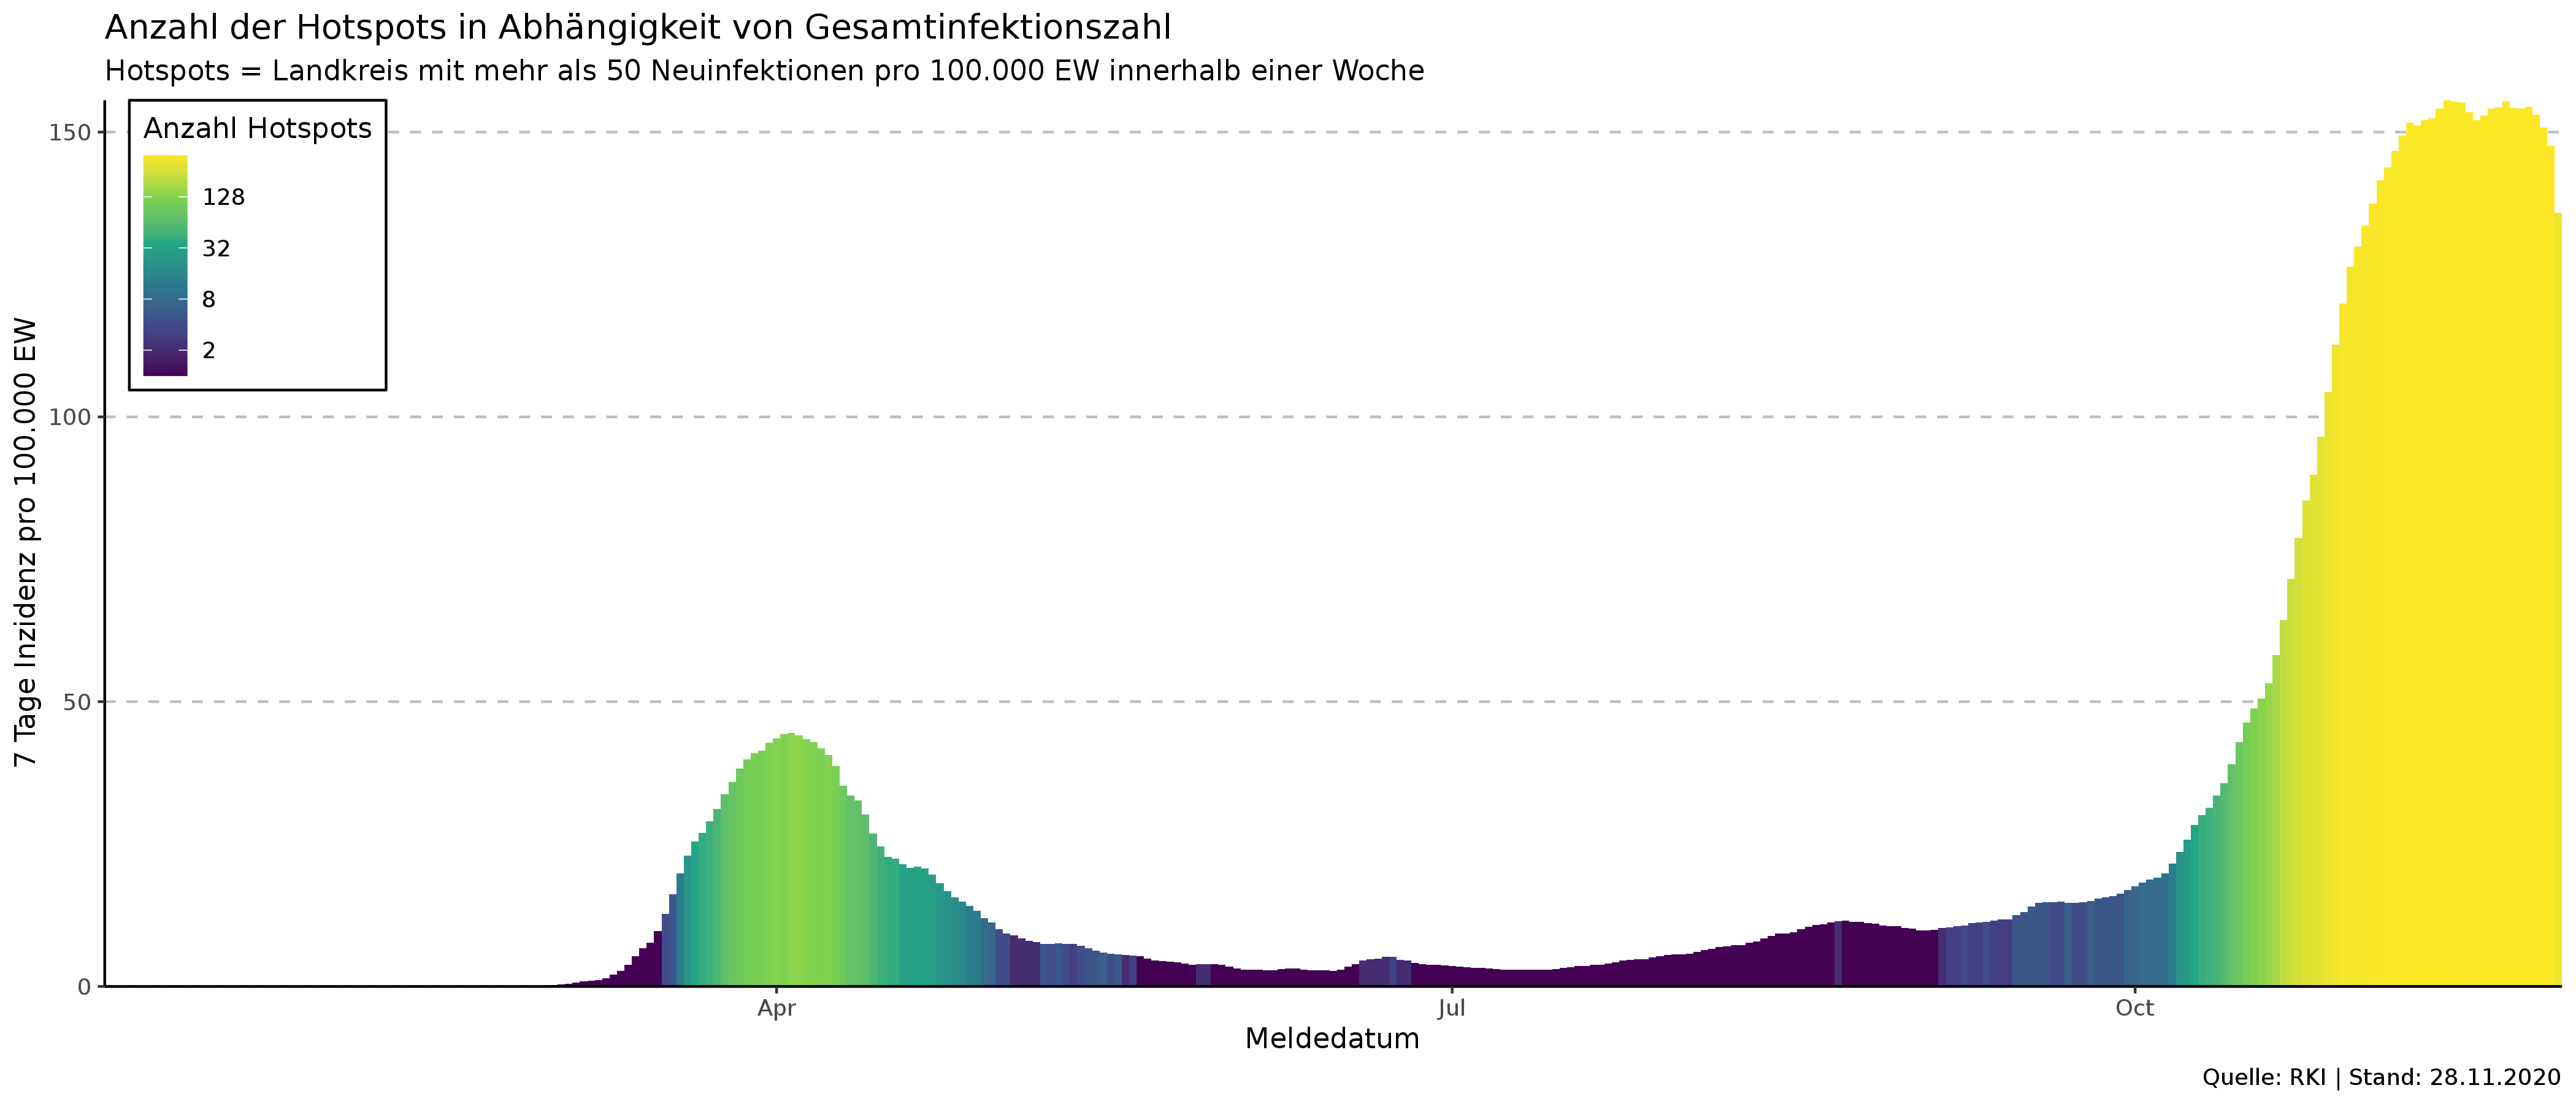 Anzahl der Hotspots in Abhängigkeit von Gesamtinfektionszahl
Hotspots = Landkreis mit mehr als 50 Neuinfektionen pro 100.000 EW innerhalb einer Woche
Anzahl Hotspots
128
32
8
2
7 Tage Inzidenz pro 100.000 EW
150
100
50
0
Apr
Jul
Oct
Meldedatum
Quelle: RKI | Stand: 28.11.2020